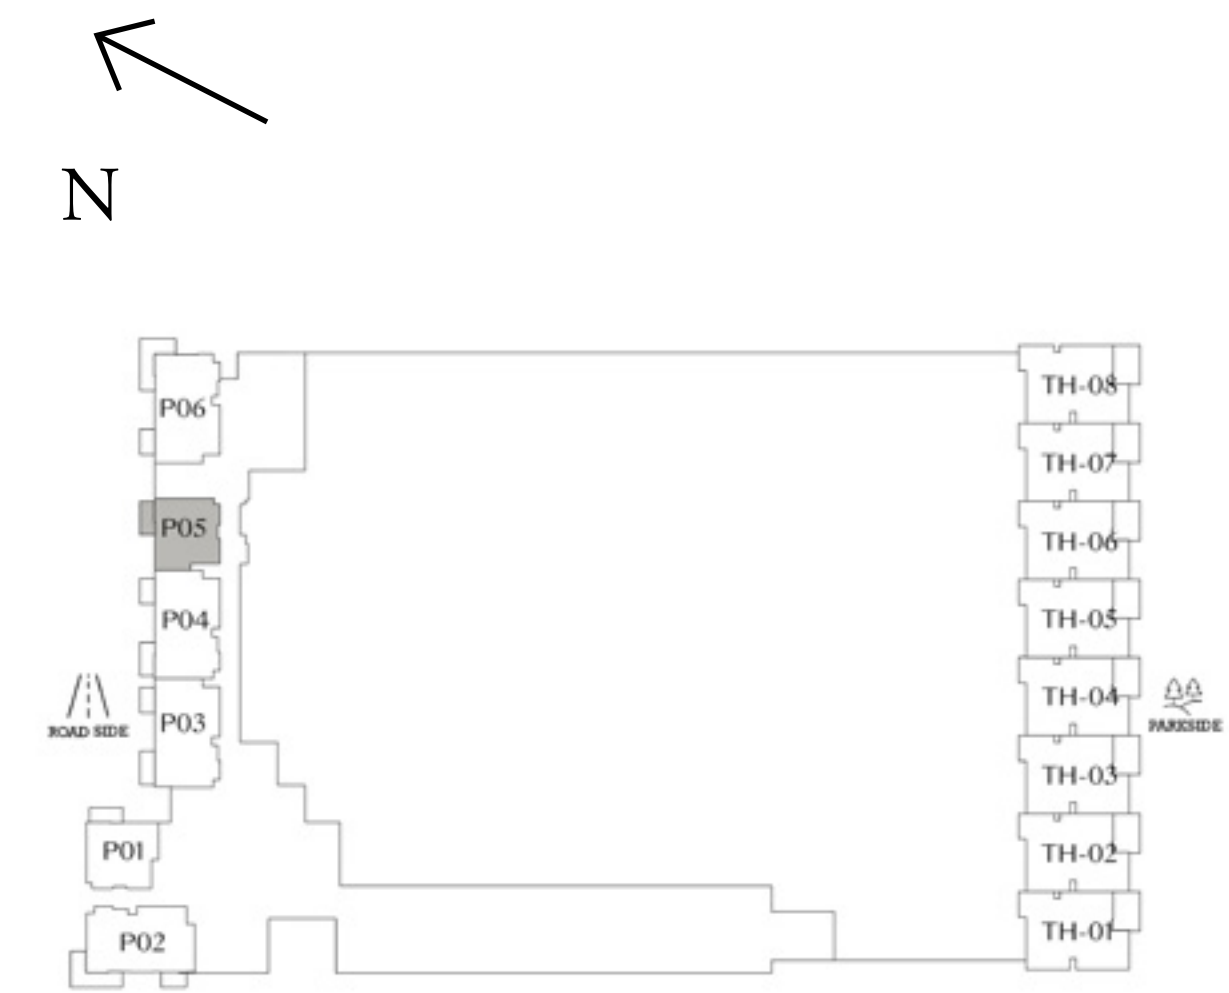 N
P06
P05
P04
P03
P01
P02
ROAD SIDE
TH-08
TH-07
TH-06
TH-05
TH-04
TH-03
TH-02
TH-01
PARKSIDE